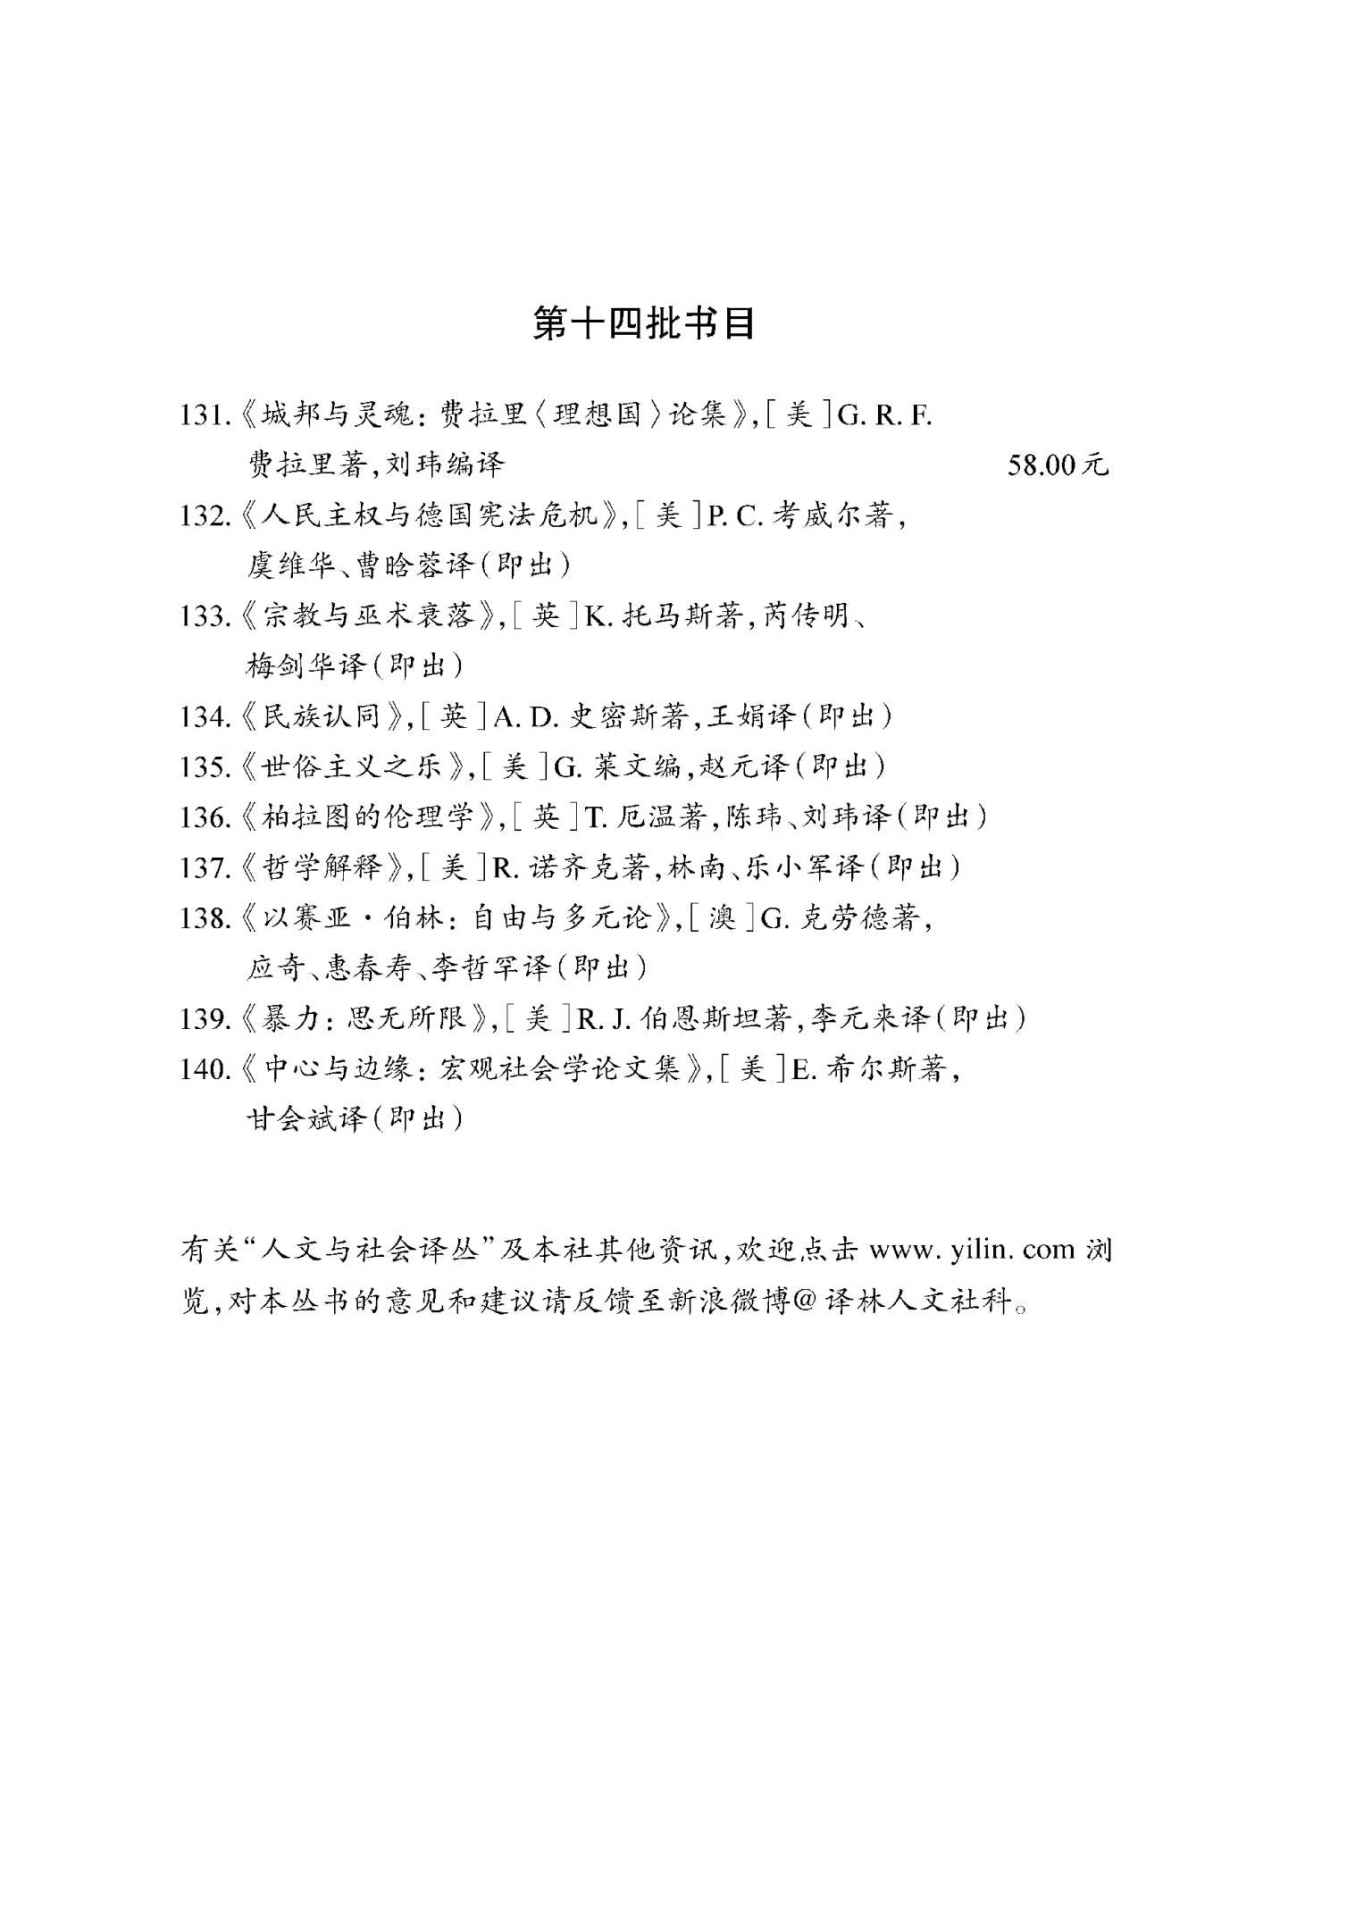 第十四批书目
131.《城邦与灵魂：费拉里〈理想国〉论集》,[美]G. R. F.
费拉里著,刘玮编译 58.00元
132.《人民主权与德国宪法危机》,[美]P. C. 考威尔著,
虞维华、曹晗蓉译(即出)
133.《宗教与巫术衰落》,[英]K. 托马斯著,芮传明、
梅剑华译(即出)
134.《民族认同》,[英]A. D. 史密斯著,王娟译(即出)
135.《世俗主义之乐》,[美]G. 莱文编,赵元译(即出)
136.《柏拉图的伦理学》,[英]T. 厄温著,陈玮、刘玮译(即出)
137.《哲学解释》,[美]R. 诺齐克著,林南、乐小军译(即出)
138.《以赛亚·伯林：自由与多元论》,[澳]G. 克劳德著,
应奇、惠春寿、李哲罕译(即出)
139.《暴力：思无所限》,[美]R. J. 伯恩斯坦著,李元来译(即出)
140.《中心与边缘：宏观社会学论文集》,[美]E. 希尔斯著,
甘会斌译(即出)
有关“人文与社会译丛”及本社其他资讯,欢迎点击 www. yilin. com 浏
览,对本丛书的意见和建议请反馈至新浪微博@译林人文社科。